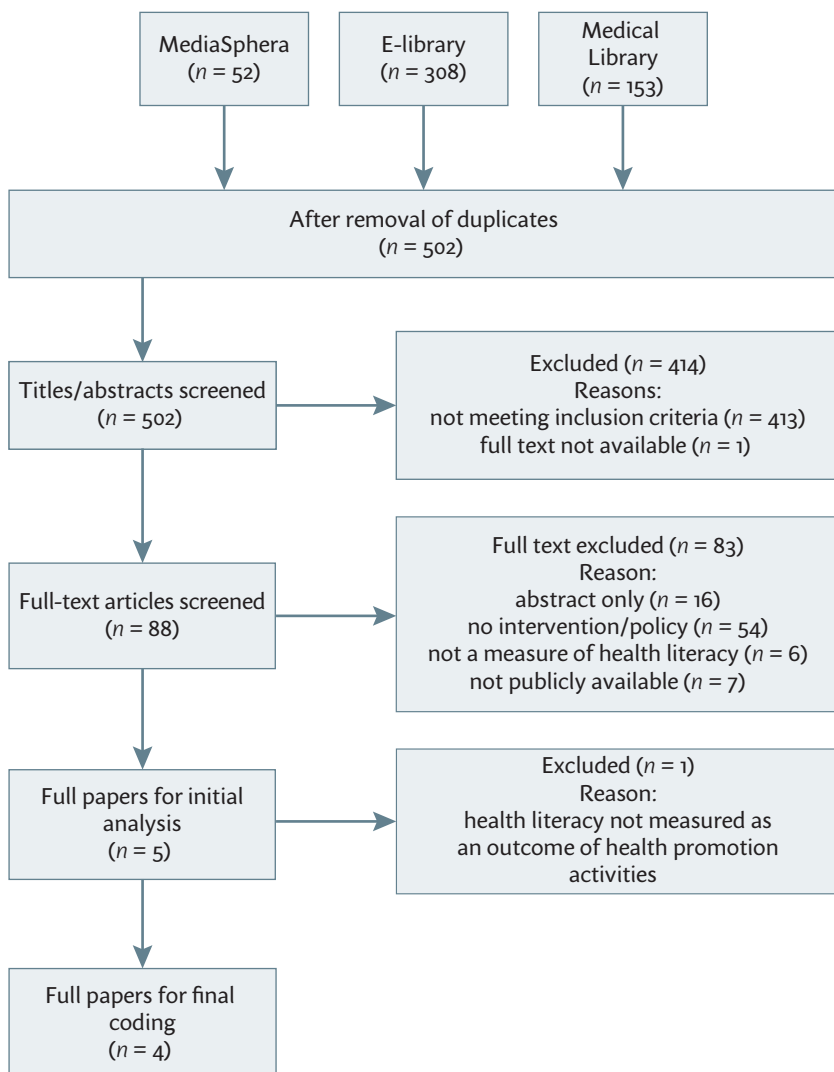 MediaSphera
(n = 52)
E-library
(n = 308)
Medical
Library
(n = 153)
After removal of duplicates
(n = 502)
Titles/abstracts screened
(n = 502)
Excluded (n = 414)
Reasons:
not meeting inclusion criteria (n = 413)
full text not available (n = 1)
Full-text articles screened
(n = 88)
Full text excluded (n = 83)
Reason:
abstract only (n = 16)
no intervention/policy (n = 54)
not a measure of health literacy (n = 6)
not publicly available (n = 7)
Full papers for initial
analysis
(n = 5)
Excluded (n = 1)
Reason:
health literacy not measured as
an outcome of health promotion
activities
Full papers for final
coding
(n = 4)